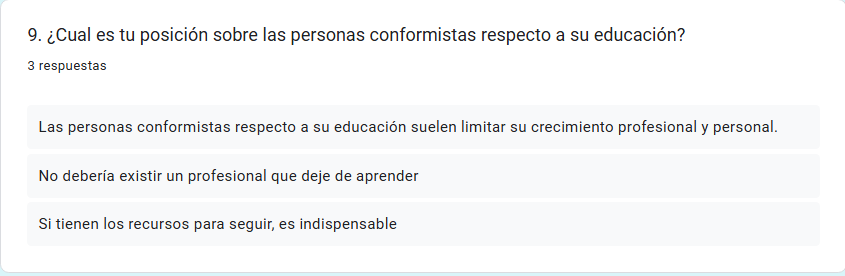 9. ¿Cual es tu posición sobre las personas conformistas respecto a su educación?
3 respuestas
Las personas conformistas respecto a su educación suelen limitar su crecimiento profesional y personal.
No debería existir un profesional que deje de aprender
Si tienen los recursos para seguir, es indispensable